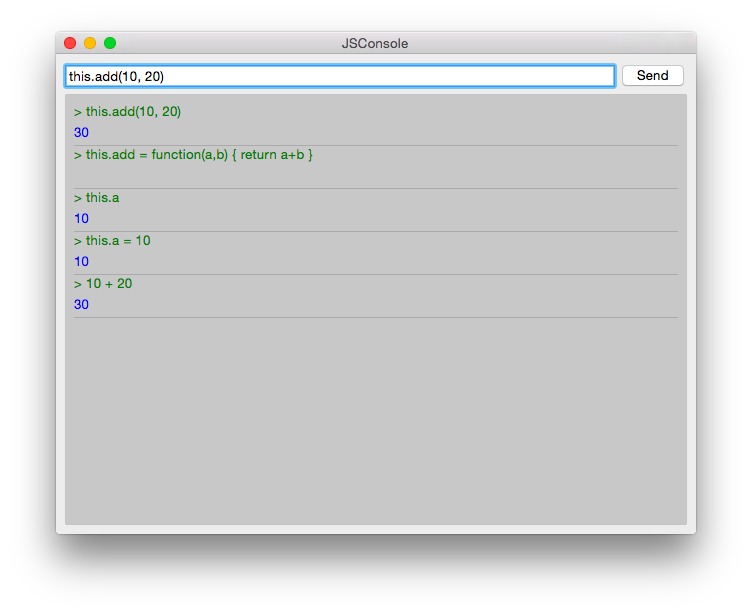 JSConsole
this.add(10, 20)
Send
> this.add(10, 20)
30
> this.add = function(a,b) { return a+b }
> this.a
10
> this.a = 10
10
> 10 + 20
30